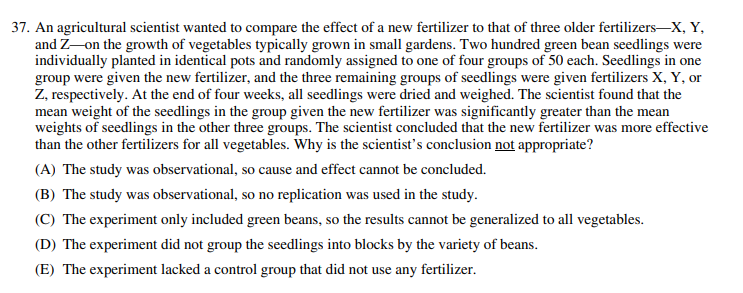 37. An agricultural scientist wanted to compare the effect of a new fertilizer to that of three older fertilizers—X, Y,
and Z—on the growth of vegetables typically grown in small gardens. Two hundred green bean seedlings were
individually planted in identical pots and randomly assigned to one of four groups of 50 each. Seedlings in one
group were given the new fertilizer, and the three remaining groups of seedlings were given fertilizers X, Y, or
Z, respectively. At the end of four weeks, all seedlings were dried and weighed. The scientist found that the
mean weight of the seedlings in the group given the new fertilizer was significantly greater than the mean
weights of seedlings in the other three groups. The scientist concluded that the new fertilizer was more effective
than the other fertilizers for all vegetables. Why is the scientist's conclusion not appropriate?
(A) The study was observational, so cause and effect cannot be concluded.
(B) The study was observational, so no replication was used in the study.
(C) The experiment only included green beans, so the results cannot be generalized to all vegetables.
(D) The experiment did not group the seedlings into blocks by the variety of beans.
(E) The experiment lacked a control group that did not use any fertilizer.